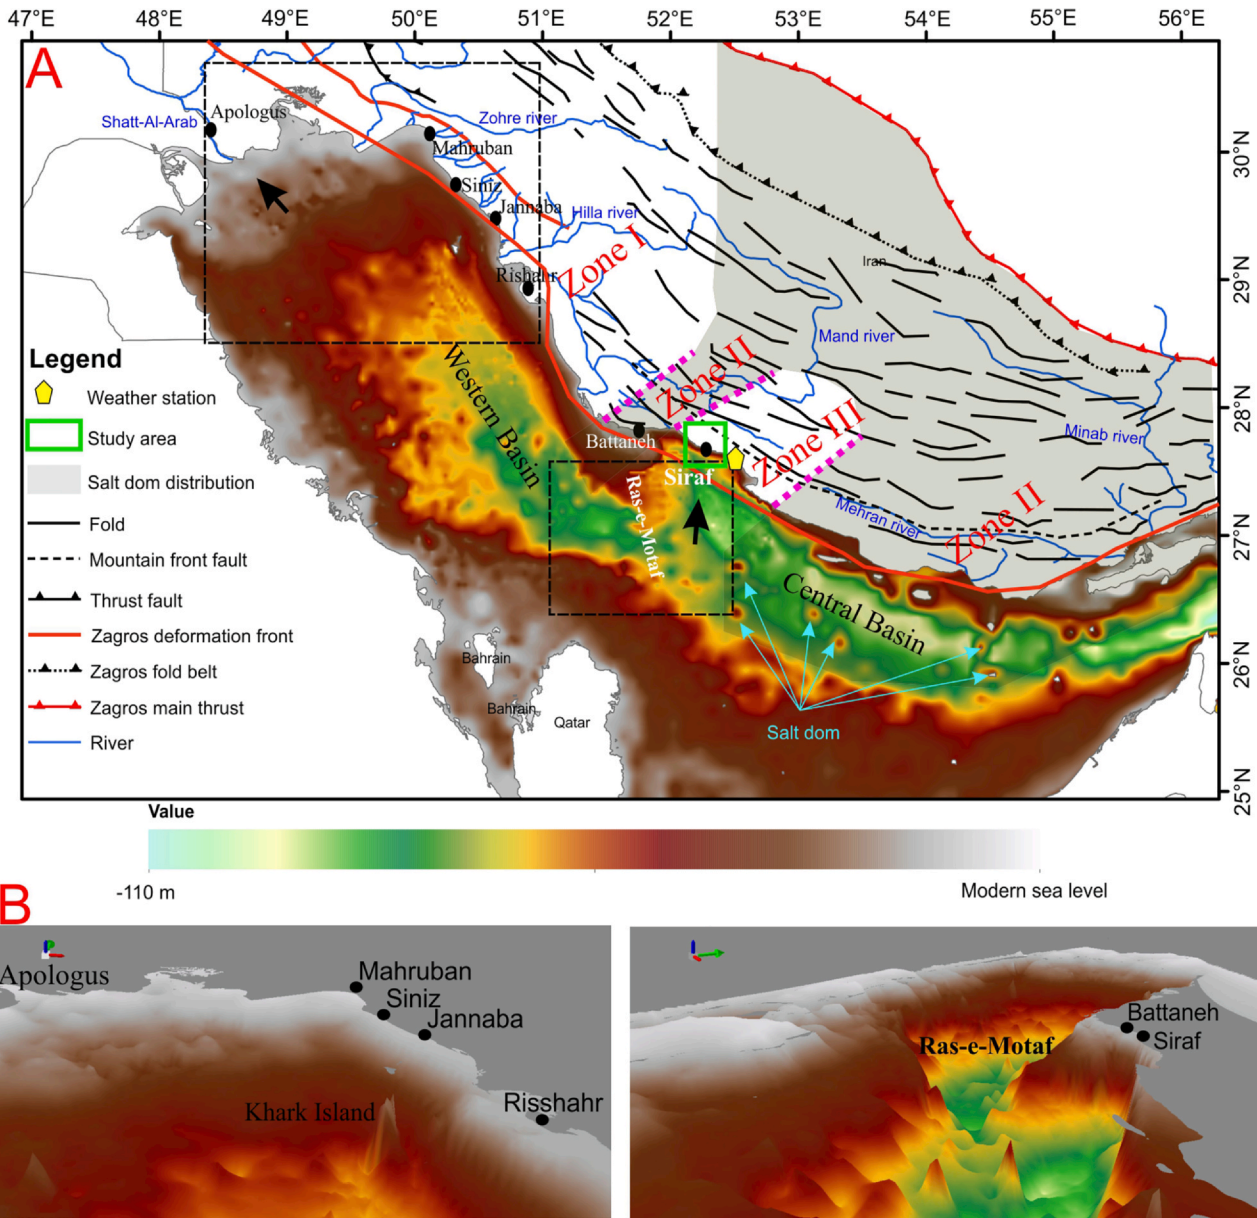 47°E 48°E 49°E 50°E 51°E 52°E 53°E 54°E 55°E 56°E
A
Shatt-Al-Arab
Apologus
Zohre river
Mahruban
30°N
Siniz
Jannaba
Hilla river
Zone I
Iran
Rishahr
29°N
Mand river
Legend
Weather station
Study area
Salt dom distribution
Fold
Mountain front fault
Thrust fault
Zagros deformation front
Zagros fold belt
Zagros main thrust
River
Western Basin
Zone II
28°N
Zone III
Minab river
Battaneh
Siraf
Ras-e-Motaf
Mehran river
Zone II
27°N
Central Basin
26°N
Bahrain
Bahrain
Qatar
Salt dom
25°N
Value
-110 m
Modern sea level
B
Apologus
Mahruban
Siniz
Jannaba
Khark Island
Risshahr
Battaneh
Ras-e-Motaf
Siraf